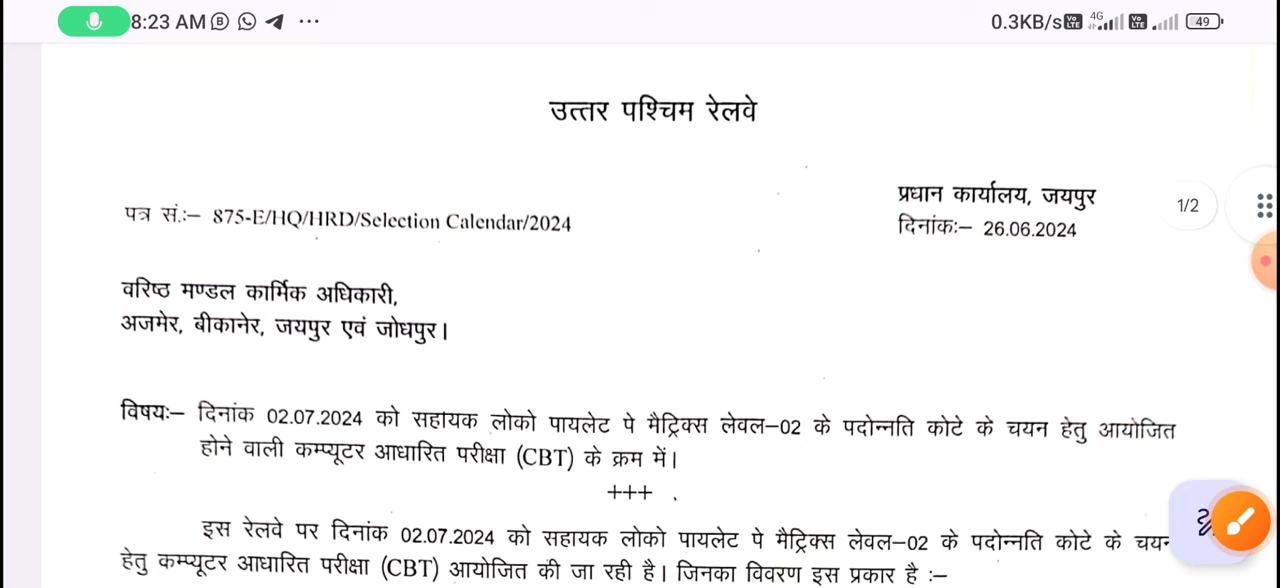 8:23 AM
0.3KB/s 4G 49
उत्तर पश्चिम रेलवे
प्रधान कार्यालय, जयपुर
1/2
पत्र सं.:– 875-E/HQ/HRD/Selection Calendar/2024
दिनांकः– 26.06.2024
वरिष्ठ मण्डल कार्मिक अधिकारी,
अजमेर, बीकानेर, जयपुर एवं जोधपुर।
विषयः– दिनांक 02.07.2024 को सहायक लोको पायलेट पे मैट्रिक्स लेवल–02 के पदोन्नति कोटे के चयन हेतु आयोजित
होने वाली कम्प्यूटर आधारित परीक्षा (CBT) के क्रम में।
+++
इस रेलवे पर दिनांक 02.07.2024 को सहायक लोको पायलेट पे मैट्रिक्स लेवल–02 के पदोन्नति कोटे के
हेतु कम्प्यूटर आधारित परीक्षा (CBT) आयोजित की जा रही है। जिनका विवरण इस प्रकार है :–